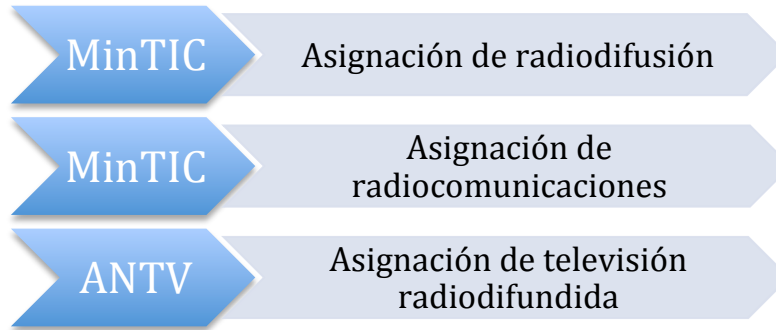 MinTIC
Asignación de radiodifusión
MinTIC
Asignación de
radiocomunicaciones
ANTV
Asignación de televisión
radiodifundida